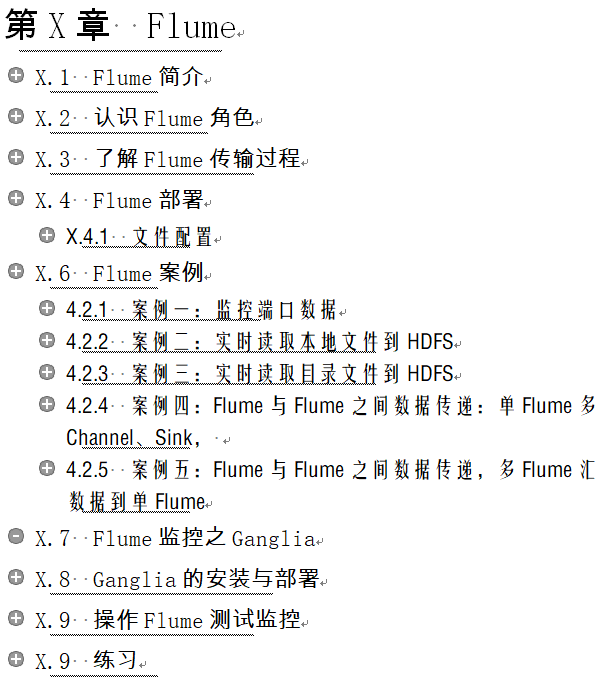 第 X 章 Flume
X.1 Flume 简介
X.2 认识 Flume 角色
X.3 了解 Flume 传输过程
X.4 Flume 部署
X.4.1 文件配置
X.6 Flume 案例
4.2.1 案例一：监控端口数据
4.2.2 案例二：实时读取本地文件到 HDFS
4.2.3 案例三：实时读取目录文件到 HDFS
4.2.4 案例四：Flume 与 Flume 之间数据传递：单 Flume 多
Channel、Sink，
4.2.5 案例五：Flume 与 Flume 之间数据传递，多 Flume 汇
数据到单 Flume
X.7 Flume 监控之 Ganglia
X.8 Ganglia 的安装与部署
X.9 操作 Flume 测试监控
X.9 练习